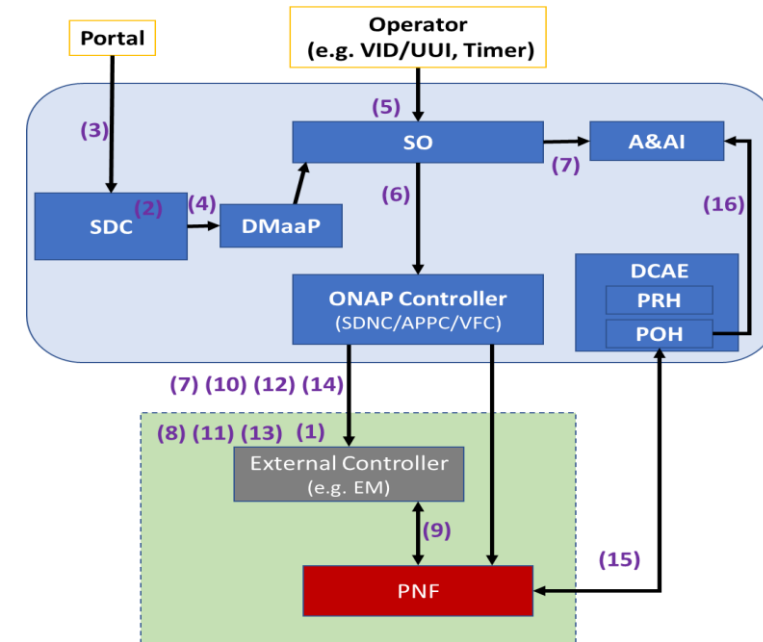 Portal
Operator
(e.g. VID/UUI, Timer)
(3)
(5)
SO
(7)
A&AI
(2)
(4)
SDC
DMaaP
(6)
(16)
DCAE
PRH
POH
ONAP Controller
(SDNC/APPC/VFC)
(7) (10) (12) (14)
(8) (11) (13) (1)
External Controller
(e.g. EM)
(9)
(15)
PNF